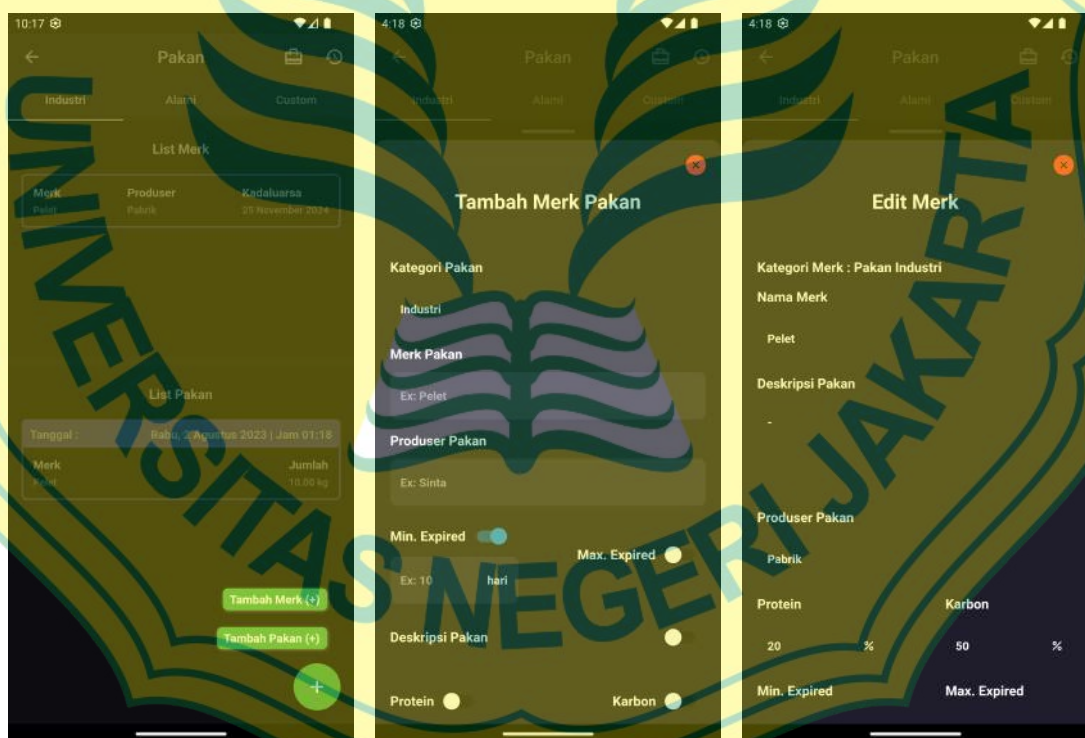 10:17
Pakan
Industri Alami Custom
List Merk
Merk Produser Kadaluarsa
Pelet Pabrik 25 November 2024
List Pakan
Tanggal : Rabu, 2 Agustus 2023 | Jam 01:18
Merk Jumlah
Pelet 10.00 kg
Tambah Merk (+)
Tambah Pakan (+)
+
4:18
Pakan
Industri Alami Custom
Tambah Merk Pakan
Kategori Pakan
Industri
Merk Pakan
Ex: Pelet
Produser Pakan
Ex: Sinta
Min. Expired Max. Expired
Ex: 10 hari
Deskripsi Pakan
Protein Karbon
4:18
Pakan
Industri Alami Custom
Edit Merk
Kategori Merk : Pakan Industri
Nama Merk
Pelet
Deskripsi Pakan
-
Produser Pakan
Pabrik
Protein Karbon
20 % 50 %
Min. Expired Max. Expired
UNIVERSITAS NEGERI JAKARTA